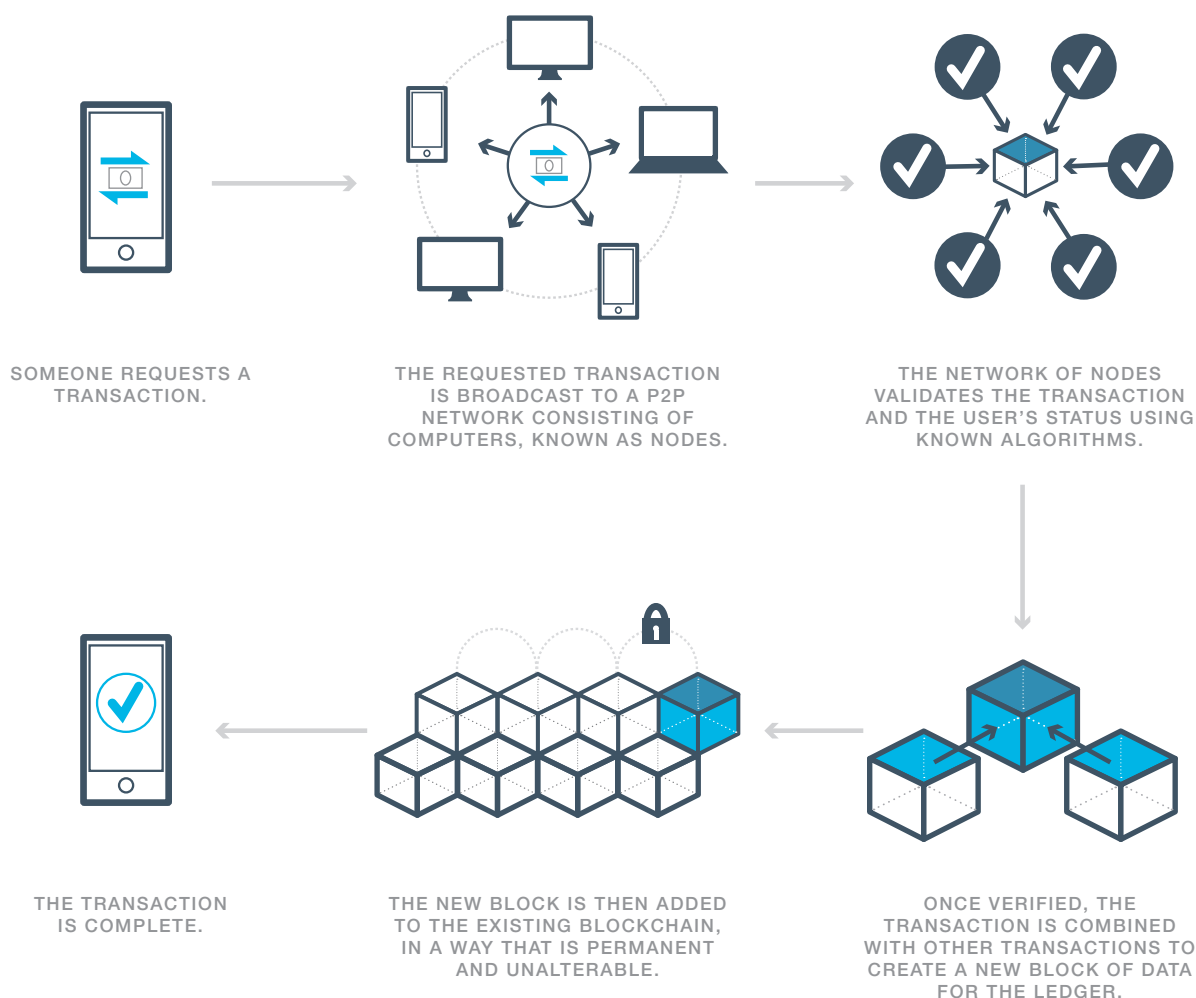 SOMEONE REQUESTS A
TRANSACTION.
THE REQUESTED TRANSACTION
IS BROADCAST TO A P2P
NETWORK CONSISTING OF
COMPUTERS, KNOWN AS NODES.
THE NETWORK OF NODES
VALIDATES THE TRANSACTION
AND THE USER’S STATUS USING
KNOWN ALGORITHMS.
ONCE VERIFIED, THE
TRANSACTION IS COMBINED
WITH OTHER TRANSACTIONS TO
CREATE A NEW BLOCK OF DATA
FOR THE LEDGER.
THE NEW BLOCK IS THEN ADDED
TO THE EXISTING BLOCKCHAIN,
IN A WAY THAT IS PERMANENT
AND UNALTERABLE.
THE TRANSACTION
IS COMPLETE.